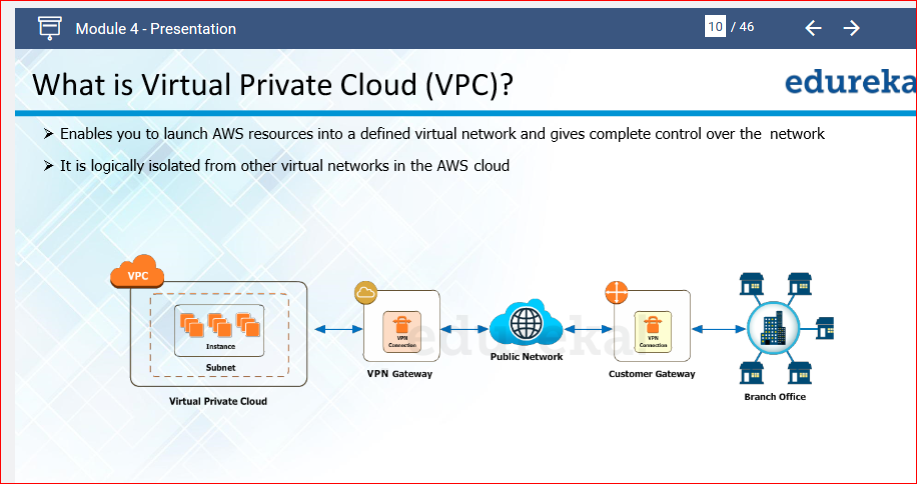 Module 4 - Presentation
10 / 46
What is Virtual Private Cloud (VPC)?
edureka
➤ Enables you to launch AWS resources into a defined virtual network and gives complete control over the network
➤ It is logically isolated from other virtual networks in the AWS cloud
VPC
Instance
Subnet
Virtual Private Cloud
VPN
Connection
VPN Gateway
Public Network
VPN
Connection
Customer Gateway
Branch Office
edureka